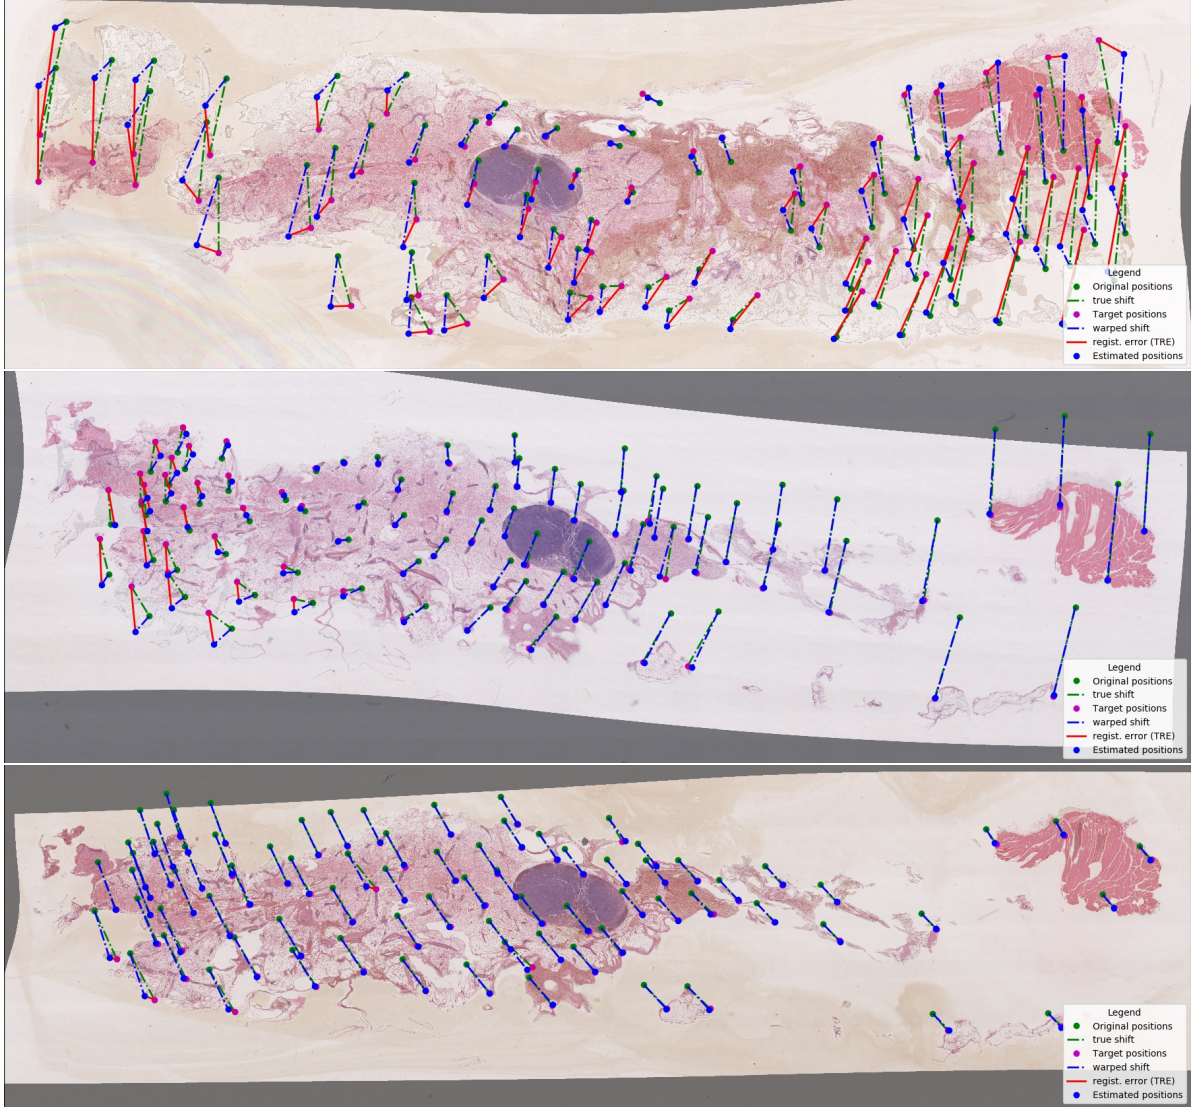 Legend
Original positions
true shift
Target positions
warped shift
regist. error (TRE)
Estimated positions
Legend
Original positions
true shift
Target positions
warped shift
regist. error (TRE)
Estimated positions
Legend
Original positions
true shift
Target positions
warped shift
regist. error (TRE)
Estimated positions